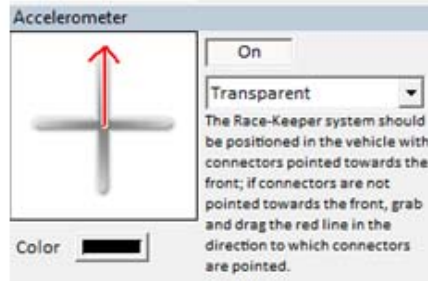 Accelerometer
On
Transparent
The Race-Keeper system should
be positioned in the vehicle with
connectors pointed towards the
front; if connectors are not
pointed towards the front, grab
and drag the red line in the
direction to which connectors
are pointed.
Color